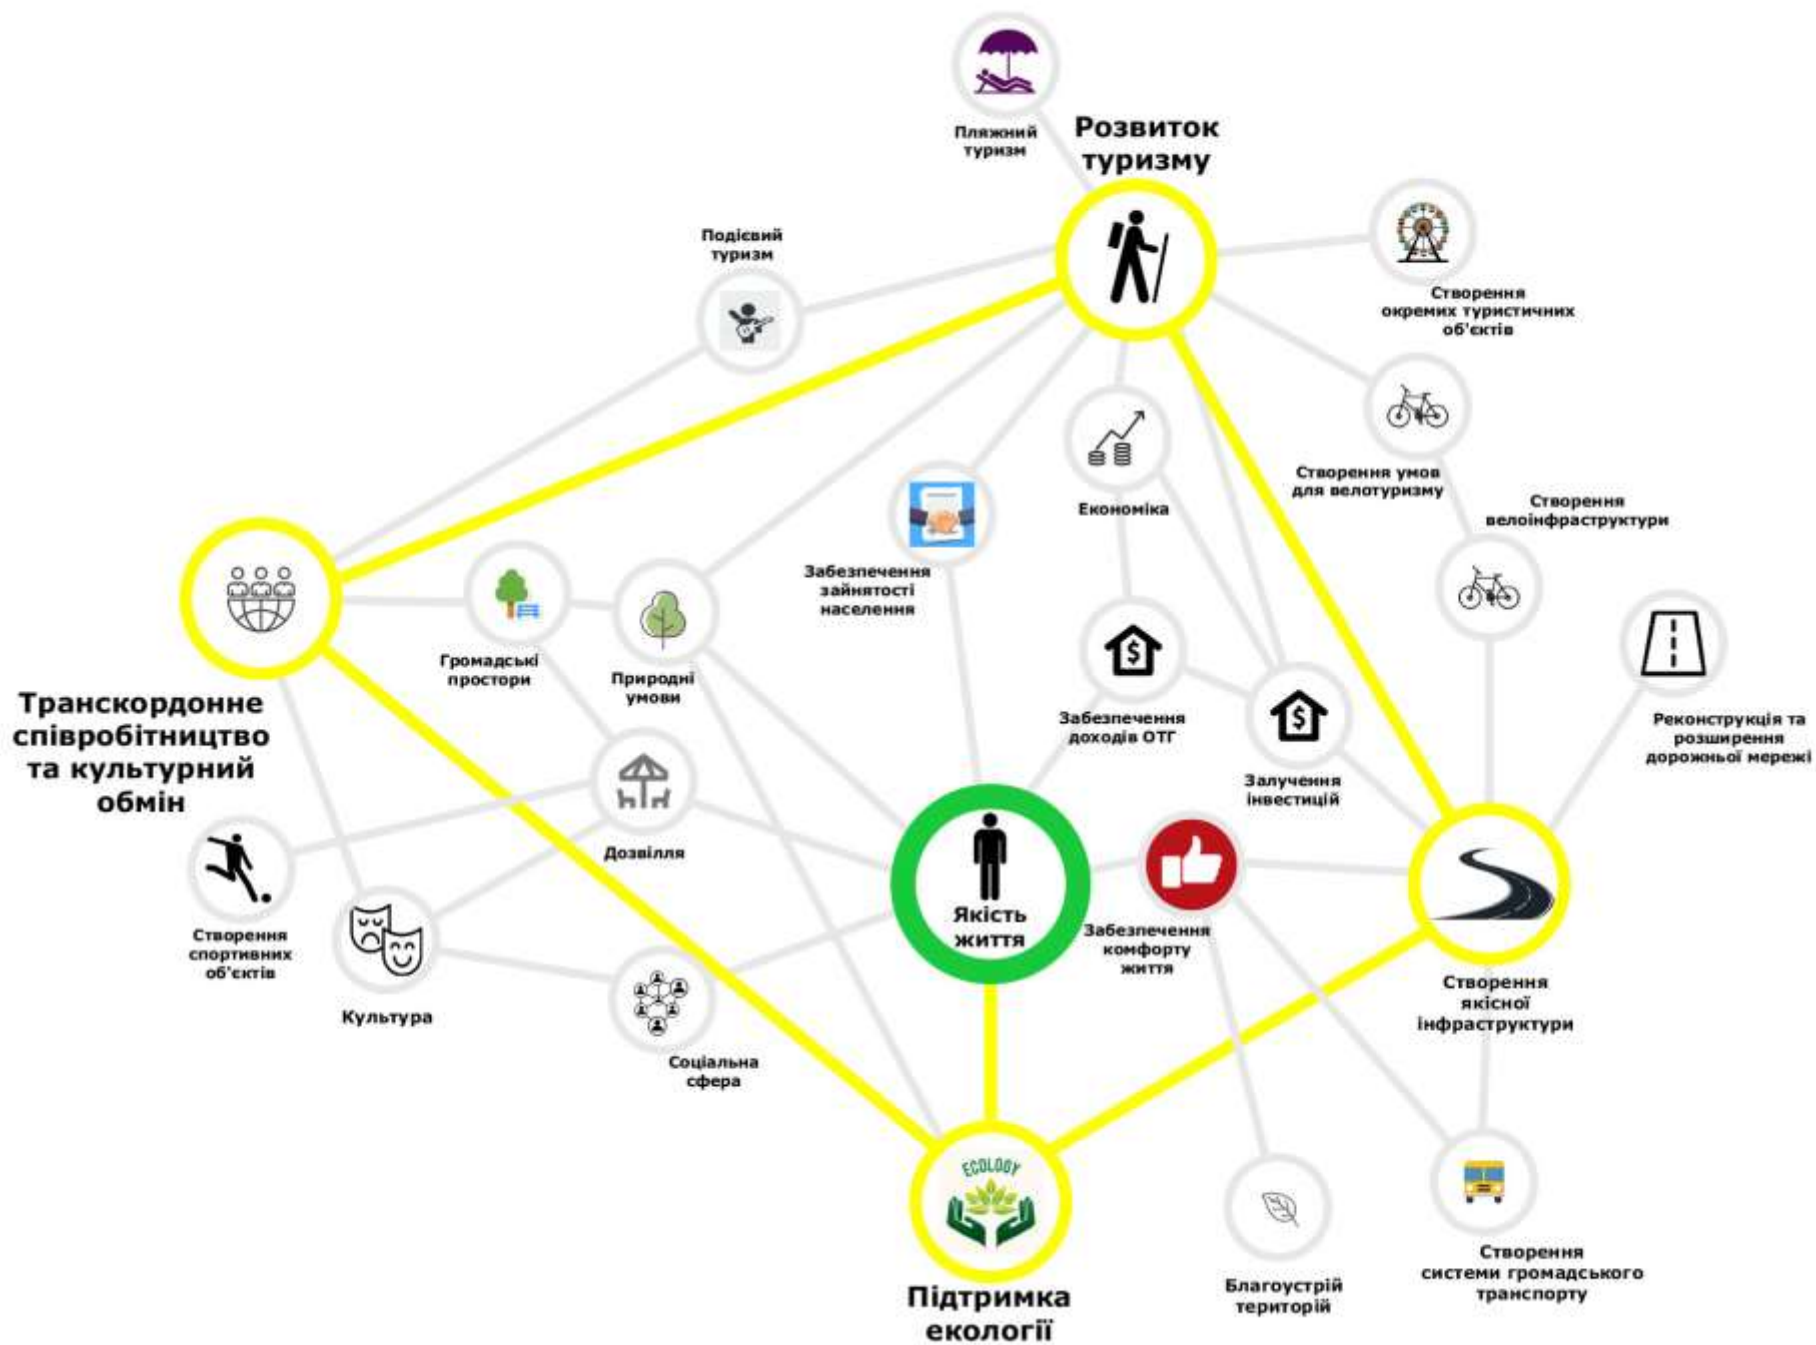 Пляжний
туризм
Розвиток
туризму
Подієвий
туризм
Створення
окремих туристичних
об'єктів
Створення умов
для велотуризму
Створення
велоінфраструктури
Економіка
Забезпечення
зайнятості
населення
Громадські
простори
Природні
умови
Транскордонне
співробітництво
та культурний
обмін
Забезпечення
доходів ОТГ
$
$
Залучення
інвестицій
Реконструкція та
розширення
дорожньої мережі
Дозвілля
Створення
спортивних
об'єктів
Культура
Соціальна
сфера
Якість
життя
Забезпечення
комфорту
життя
Створення
якісної
інфраструктури
ECOLOGY
Підтримка
екології
Благоустрій
територій
Створення
системи громадського
транспорту